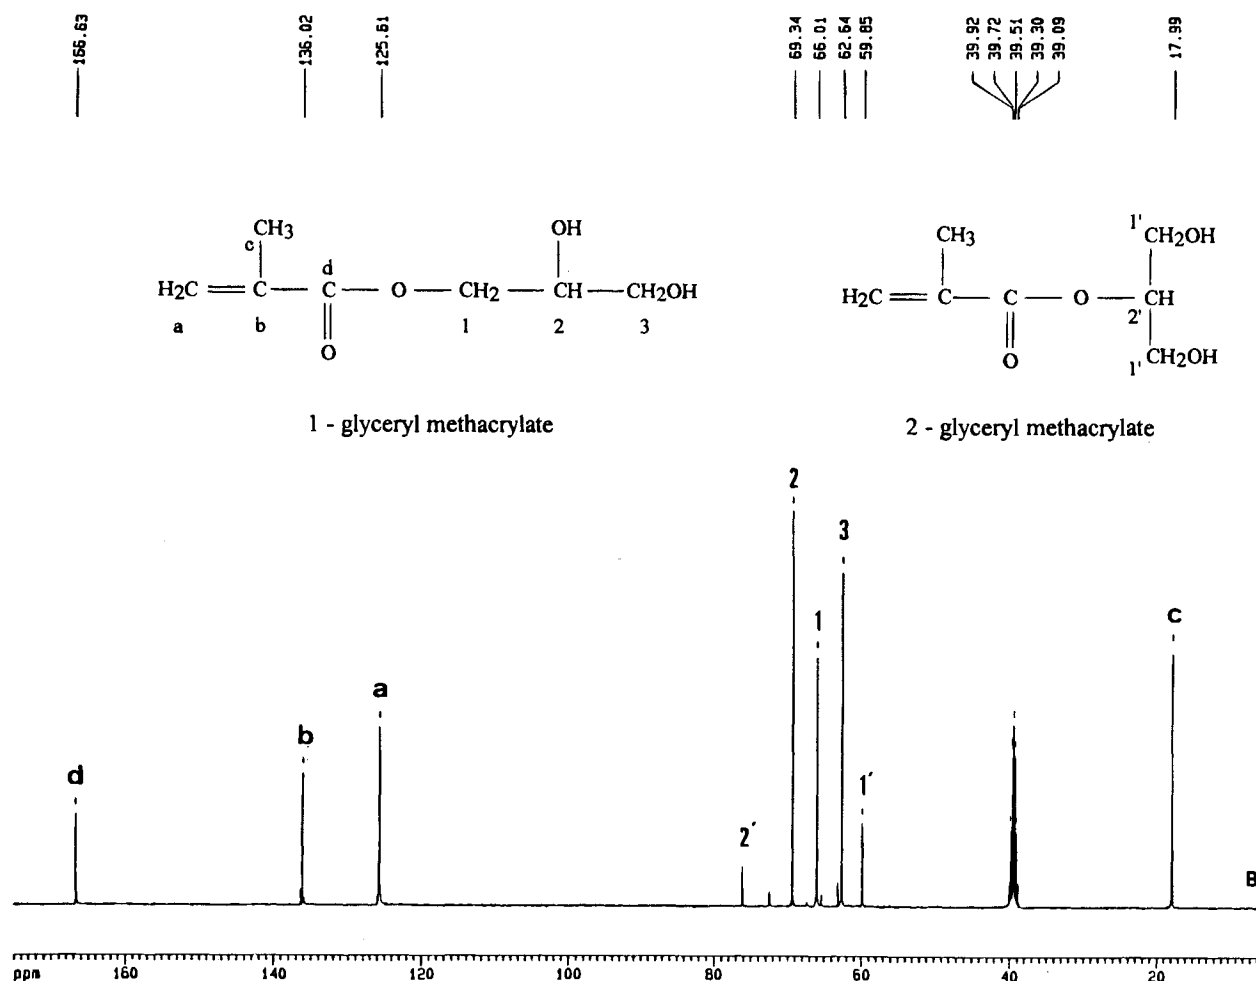 166.63 136.02 125.61 69.34 66.01 62.64 59.85 39.92 39.72 39.51 39.30 39.09 17.99
CH3 OH 1' CH2OH
c d CH3
H2C C C O CH2 CH CH2OH H2C C C O CH
a b 1 2 3 2'
O O 1' CH2OH
1 - glyceryl methacrylate 2 - glyceryl methacrylate
2
3
1 c
a
b
d 1′
2′
B
ppm 160 140 120 100 80 60 40 20